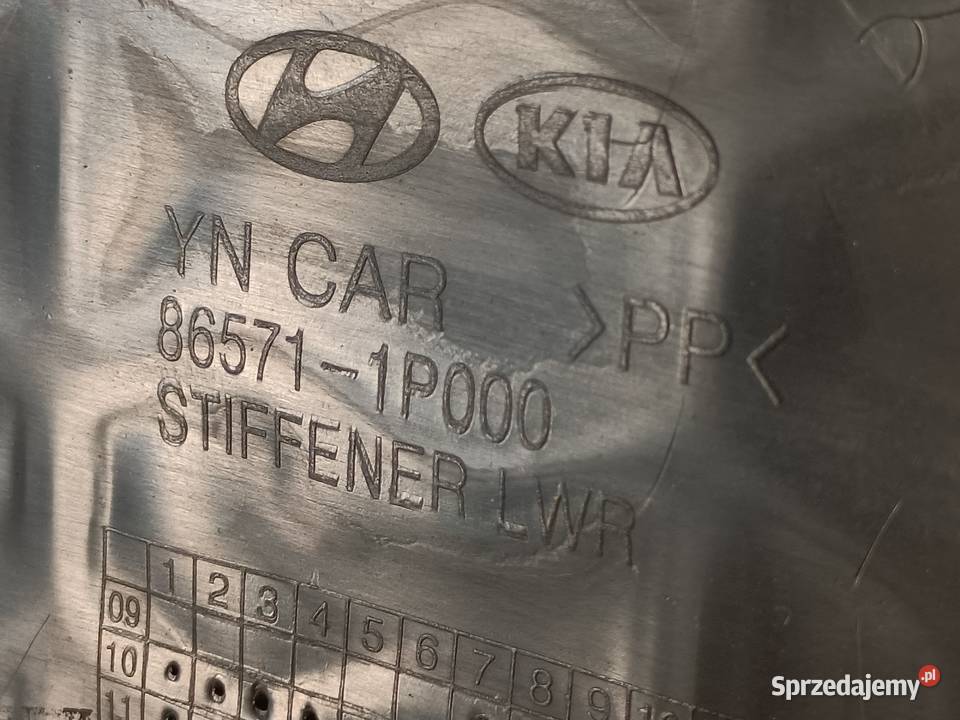 KIA
YN CAR >PP<
86571-1P000
STIFFENER LWR
1 2 3 4 5 6 7 8 9
09
10
11
Sprzedajemy.pl